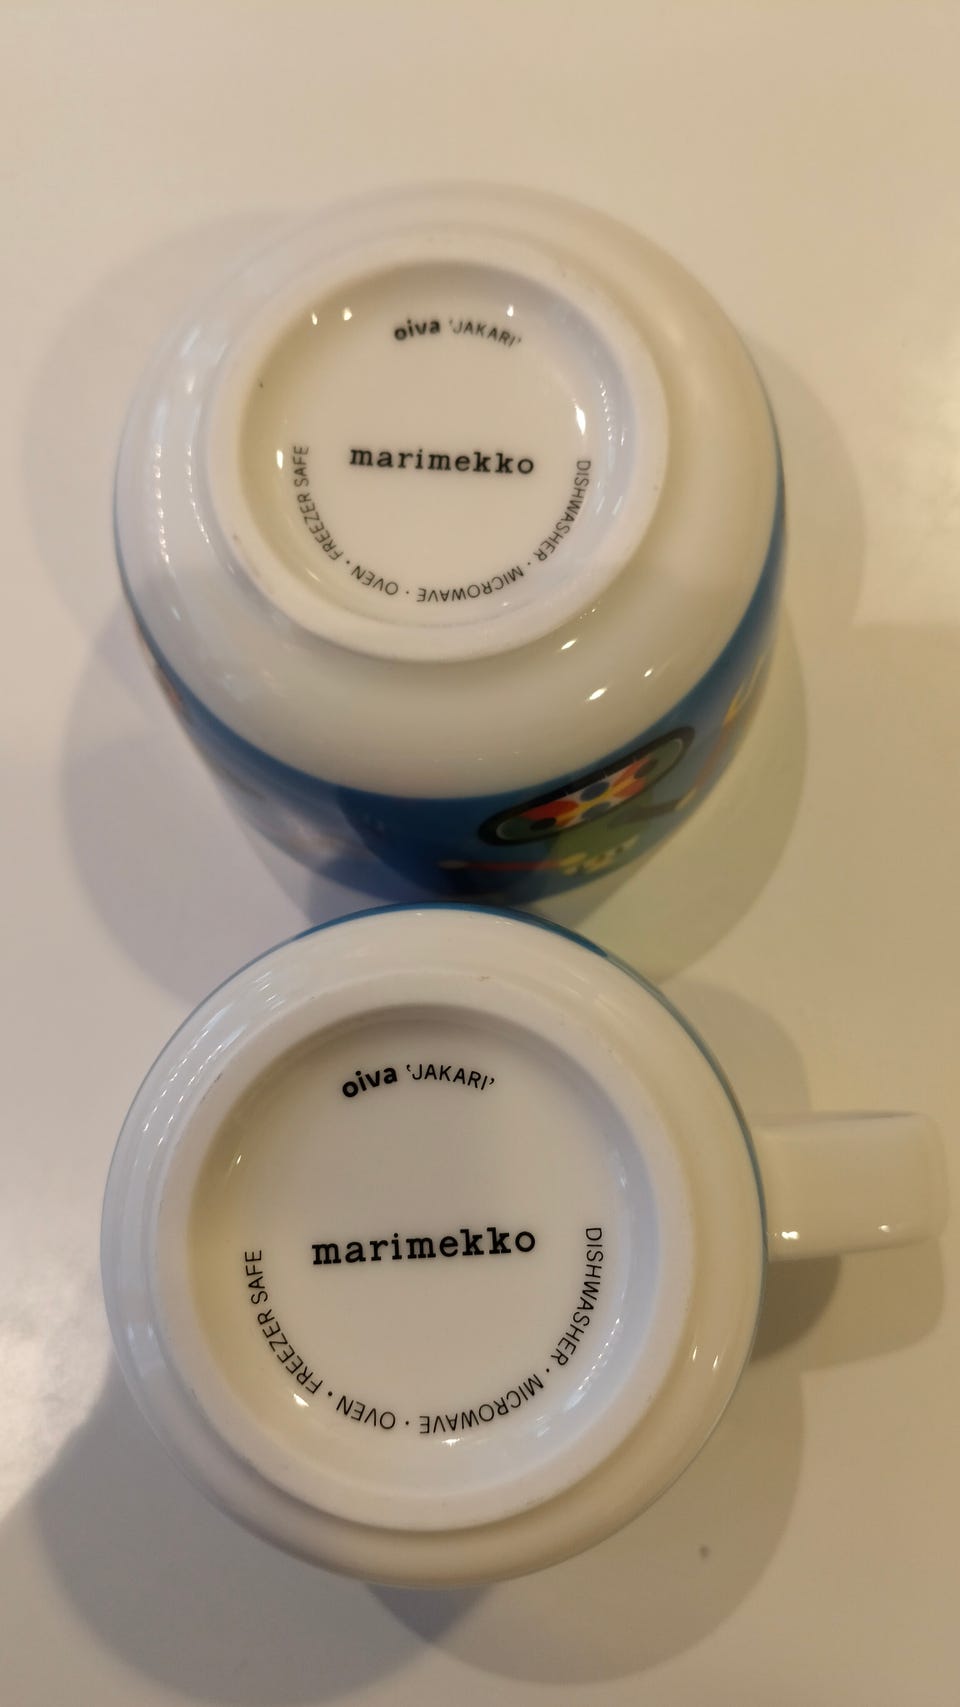 oiva 'JAKARI'
marimekko
DISHWASHER · MICROWAVE · OVEN · FREEZER SAFE
oiva 'JAKARI'
marimekko
DISHWASHER · MICROWAVE · OVEN · FREEZER SAFE